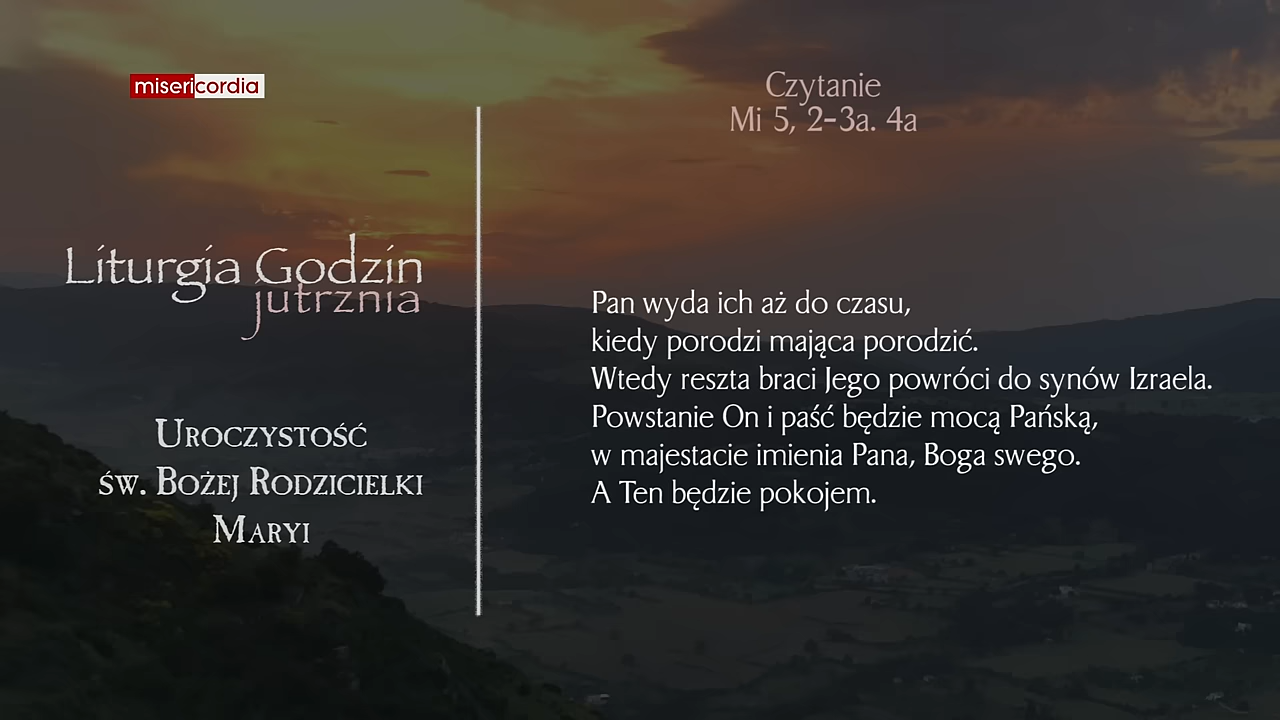 misericordia
Liturgia Godzin
jutrznia
Uroczystość
św. Bożej Rodzicielki
Maryi
Czytanie
Mi 5, 2-3a. 4a
Pan wyda ich aż do czasu,
kiedy porodzi mająca porodzić.
Wtedy reszta braci Jego powróci do synów Izraela.
Powstanie On i paść będzie mocą Pańską,
w majestacie imienia Pana, Boga swego.
A Ten będzie pokojem.